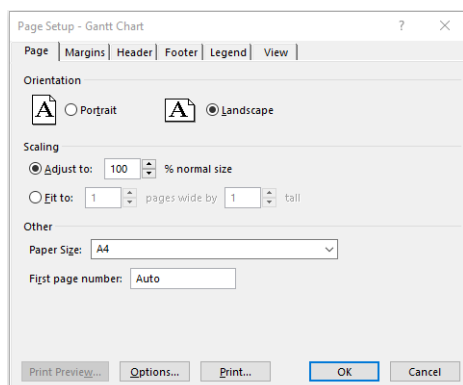 Page Setup - Gantt Chart ? ×
Page Margins Header Footer Legend View
Orientation
A Portrait A Landscape
Scaling
Adjust to: 100 % normal size
Fit to: 1 pages wide by 1 tall
Other
Paper Size: A4
First page number: Auto
Print Preview... Options... Print... OK Cancel